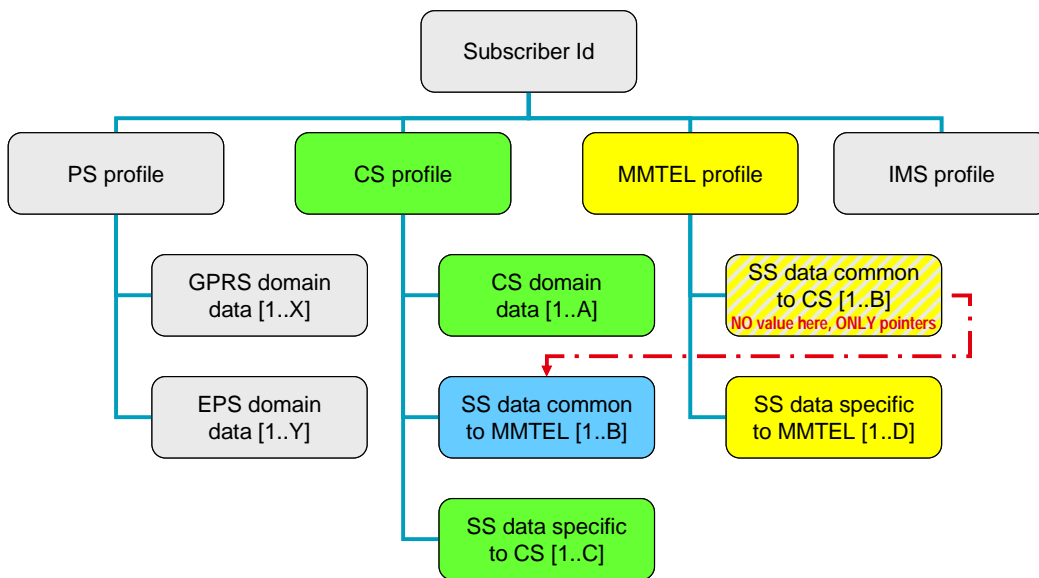 Subscriber Id
PS profile
CS profile
MMTEL profile
IMS profile
GPRS domain
data [1..X]
CS domain
data [1..A]
SS data common
to CS [1..B]
NO value here, ONLY pointers
EPS domain
data [1..Y]
SS data common
to MMTEL [1..B]
SS data specific
to MMTEL [1..D]
SS data specific
to CS [1..C]